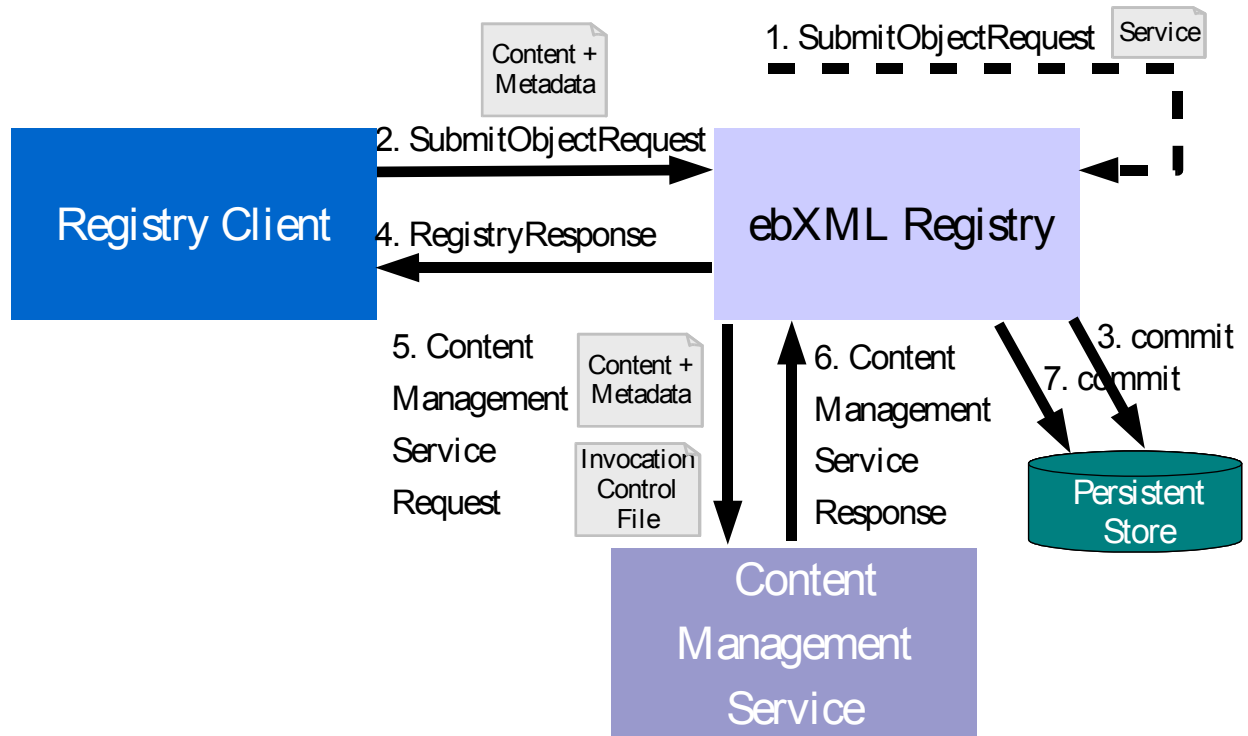 1. SubmitObjectRequest
Service
Content +
Metadata
2. SubmitObjectRequest
Registry Client
ebXML Registry
4. RegistryResponse
5. Content
Management
Service
Request
Content +
Metadata
Invocation
Control
File
6. Content
Management
Service
Response
3. commit
7. commit
Persistent
Store
Content
Management
Service